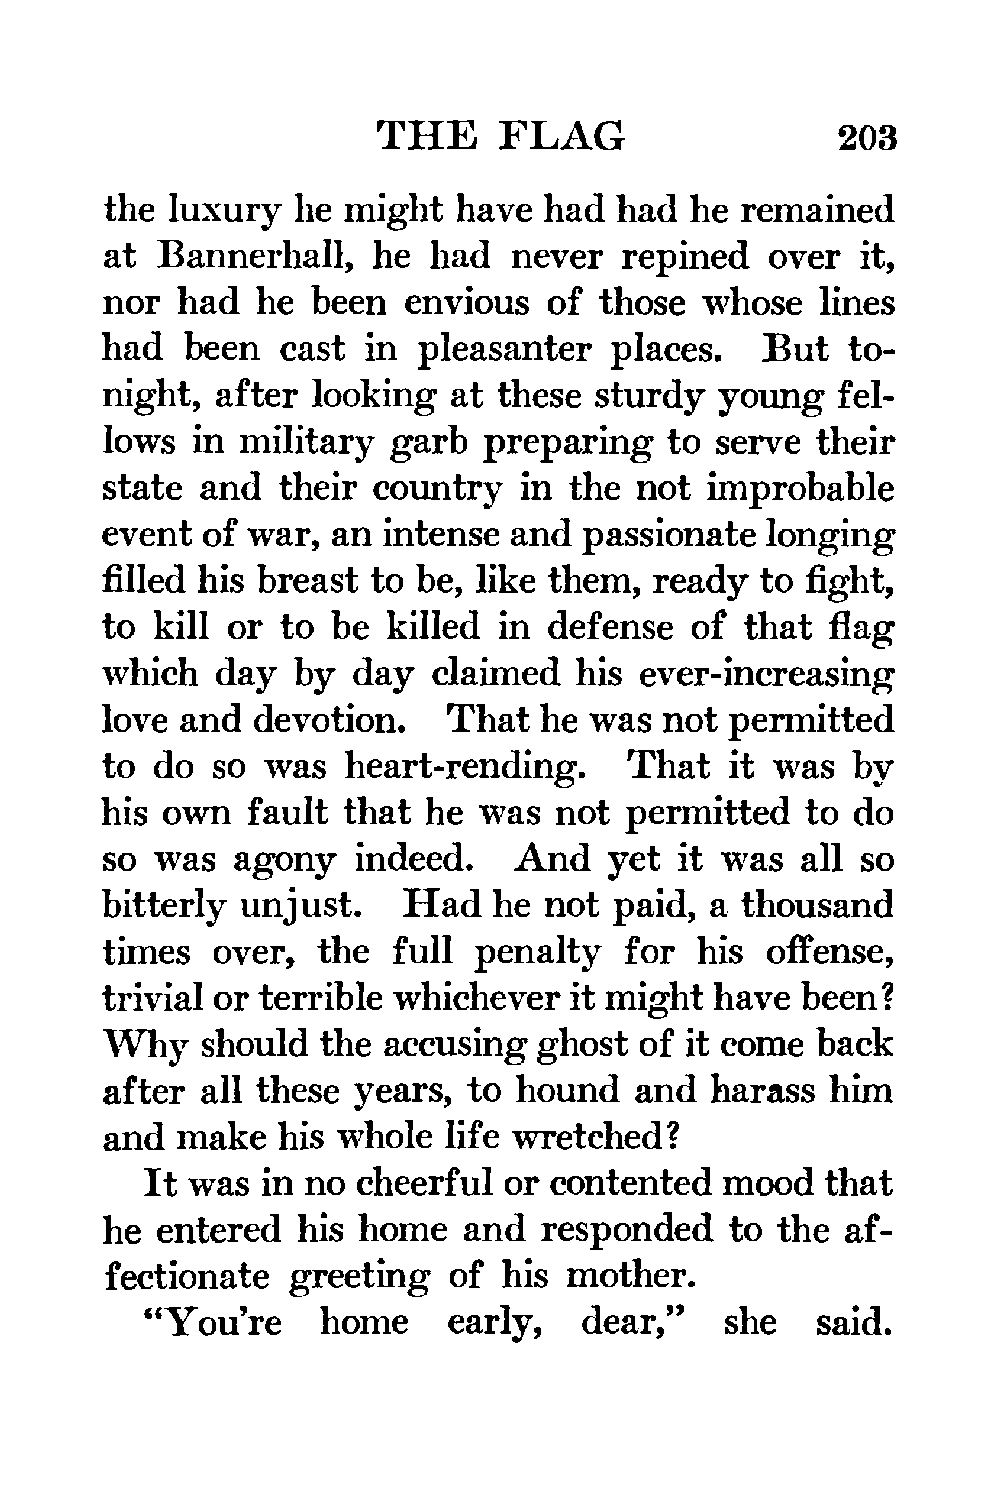 THE FLAG 203
the luxury he might have had had he remained
at Bannerhall, he had never repined over it,
nor had he been envious of those whose lines
had been cast in pleasanter places. But to-
night, after looking at these sturdy young fel-
lows in military garb preparing to serve their
state and their country in the not improbable
event of war, an intense and passionate longing
filled his breast to be, like them, ready to fight,
to kill or to be killed in defense of that flag
which day by day claimed his ever-increasing
love and devotion. That he was not permitted
to do so was heart-rending. That it was by
his own fault that he was not permitted to do
so was agony indeed. And yet it was all so
bitterly unjust. Had he not paid, a thousand
times over, the full penalty for his offense,
trivial or terrible whichever it might have been?
Why should the accusing ghost of it come back
after all these years, to hound and harass him
and make his whole life wretched?
It was in no cheerful or contented mood that
he entered his home and responded to the af-
fectionate greeting of his mother.
“You're home early, dear,” she said.